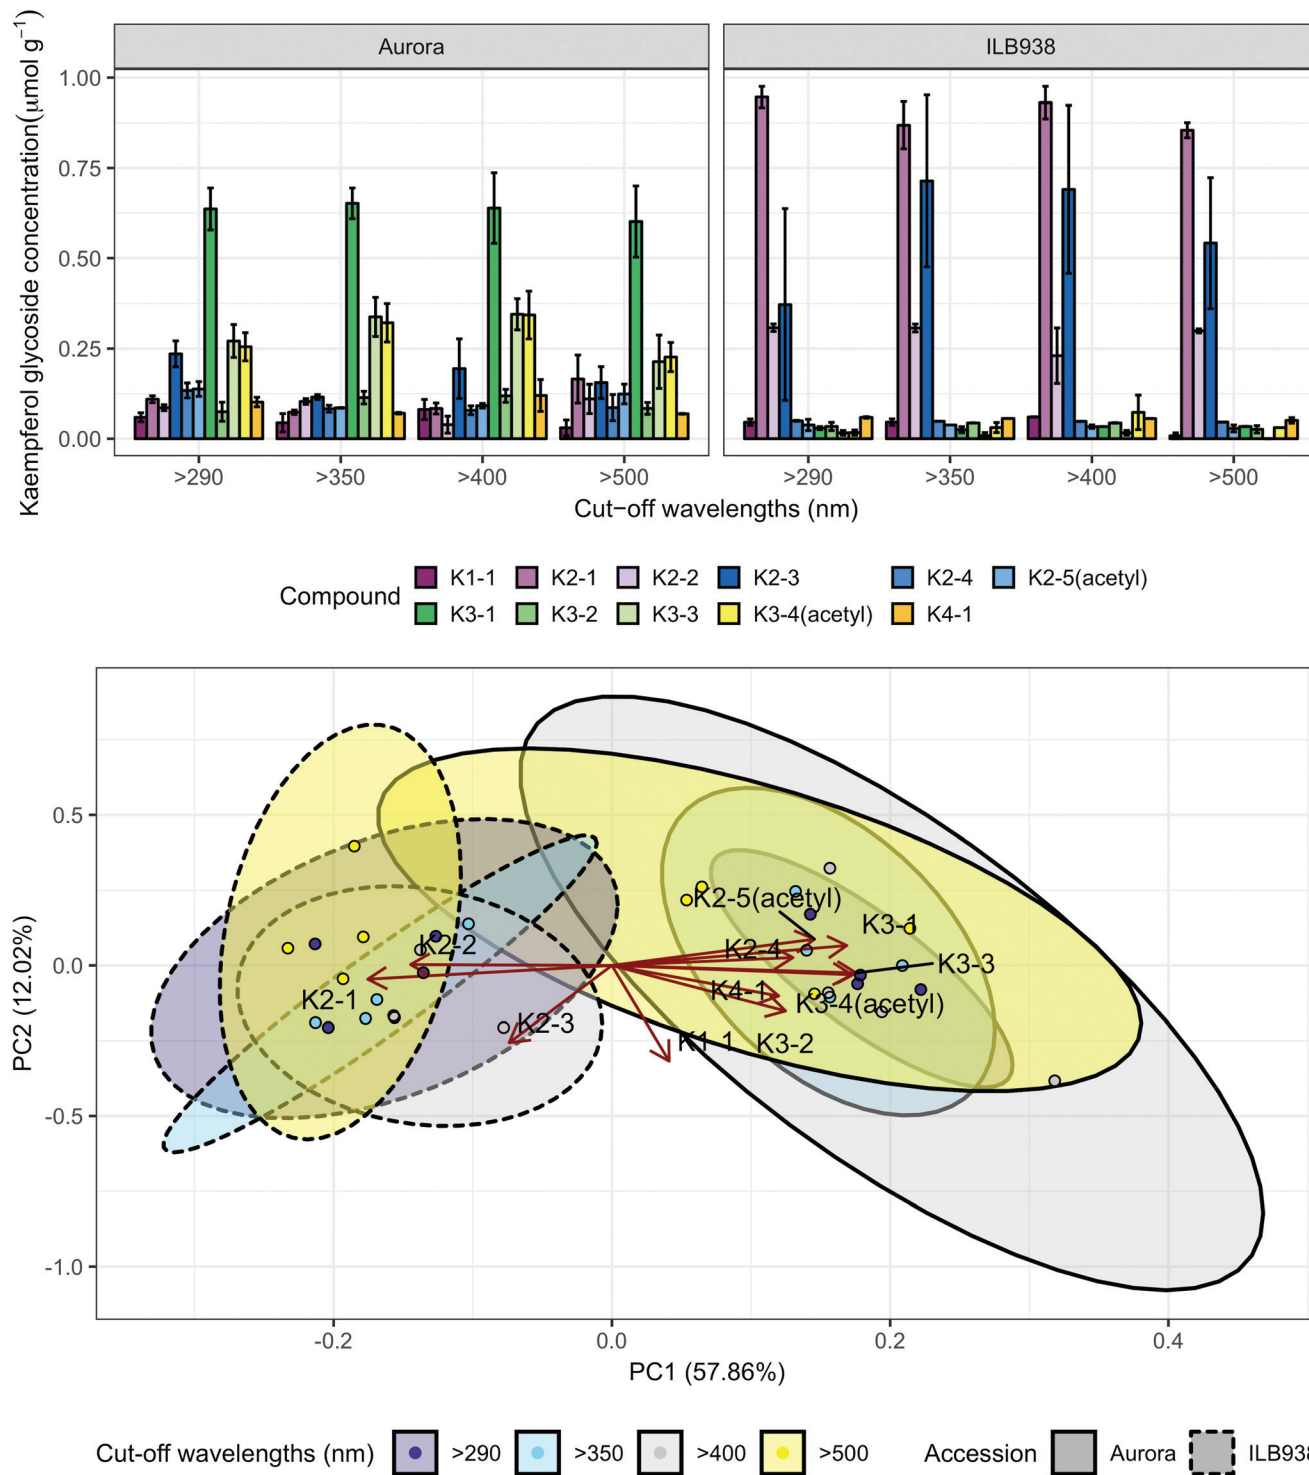 Aurora ILB938
Kaempferol glycoside concentration(μmol g⁻¹)
1.00
0.75
0.50
0.25
0.00
>290 >350 >400 >500 >290 >350 >400 >500
Cut−off wavelengths (nm)
Compound K1-1 K2-1 K2-2 K2-3 K2-4 K2-5(acetyl)
K3-1 K3-2 K3-3 K3-4(acetyl) K4-1
PC2 (12.02%)
0.5
0.0
-0.5
-1.0
K2-5(acetyl)
K3-1
K2-2 K2-4
K3-3
K2-1 K4-1 K3-4(acetyl)
K2-3
K1-1 K3-2
-0.2 0.0 0.2 0.4
PC1 (57.86%)
Cut-off wavelengths (nm) >290 >350 >400 >500 Accession Aurora ILB938